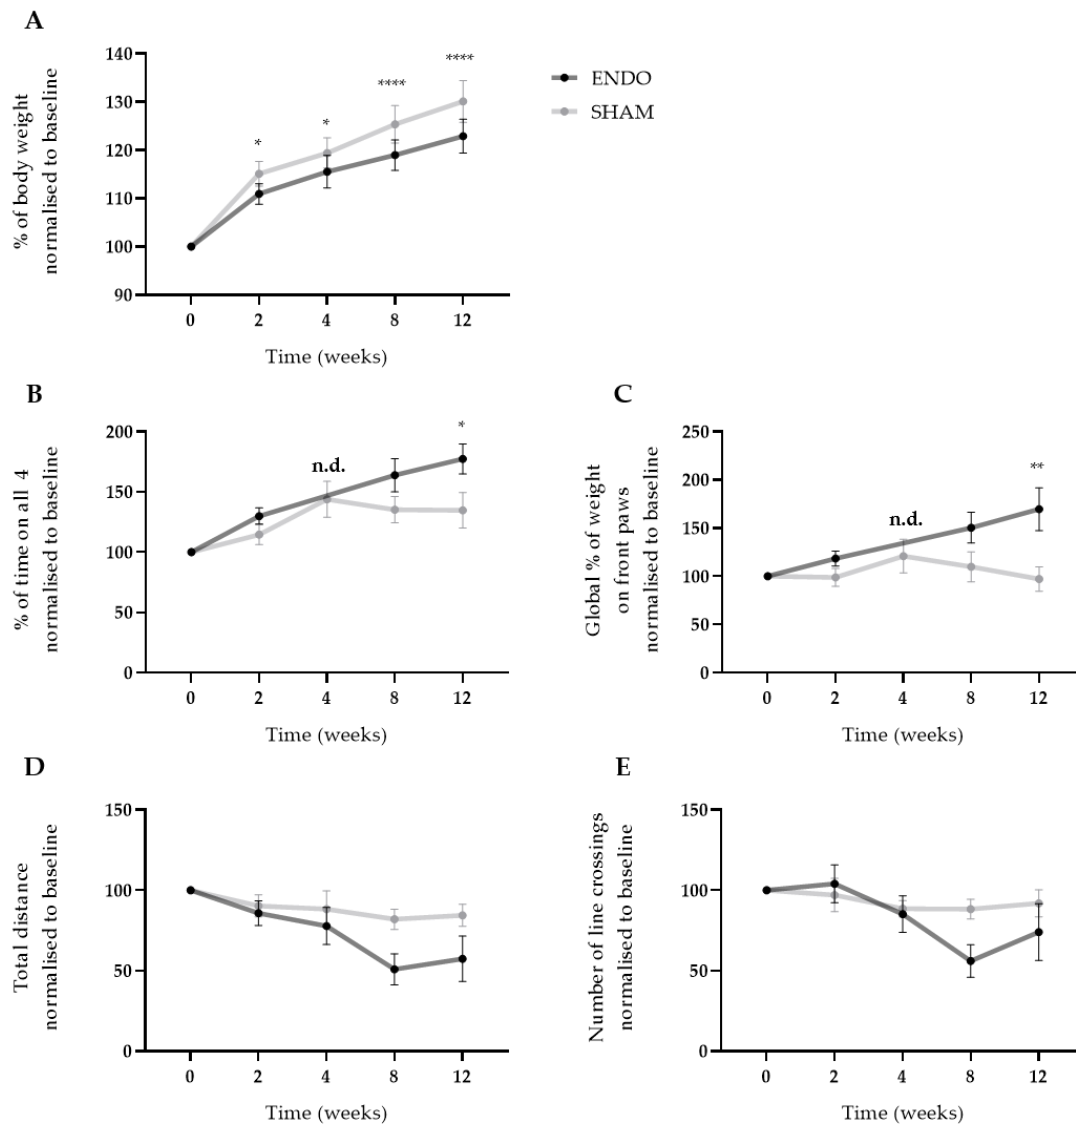 A
% of body weight
normalised to baseline
140
130
120
110
100
90
* * **** ****
0 2 4 8 12
Time (weeks)
ENDO
SHAM
B
% of time on all 4
normalised to baseline
200
150
100
50
0
n.d. *
0 2 4 8 12
Time (weeks)
C
Global % of weight
on front paws
normalised to baseline
250
200
150
100
50
0
n.d. **
0 2 4 8 12
Time (weeks)
D
Total distance
normalised to baseline
150
100
50
0
0 2 4 8 12
Time (weeks)
E
Number of line crossings
normalised to baseline
150
100
50
0
0 2 4 8 12
Time (weeks)